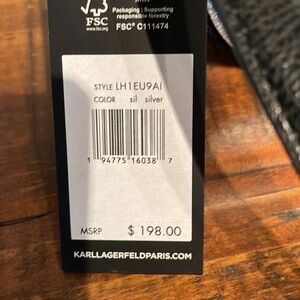 FSC
www.fsc.org
Packaging | Supporting
responsible forestry
FSC® C111474
STYLE LH1EU9AI
COLOR sil silver
1 94775 16038 7
MSRP $ 198.00
KARLLAGERFELDPARIS.COM